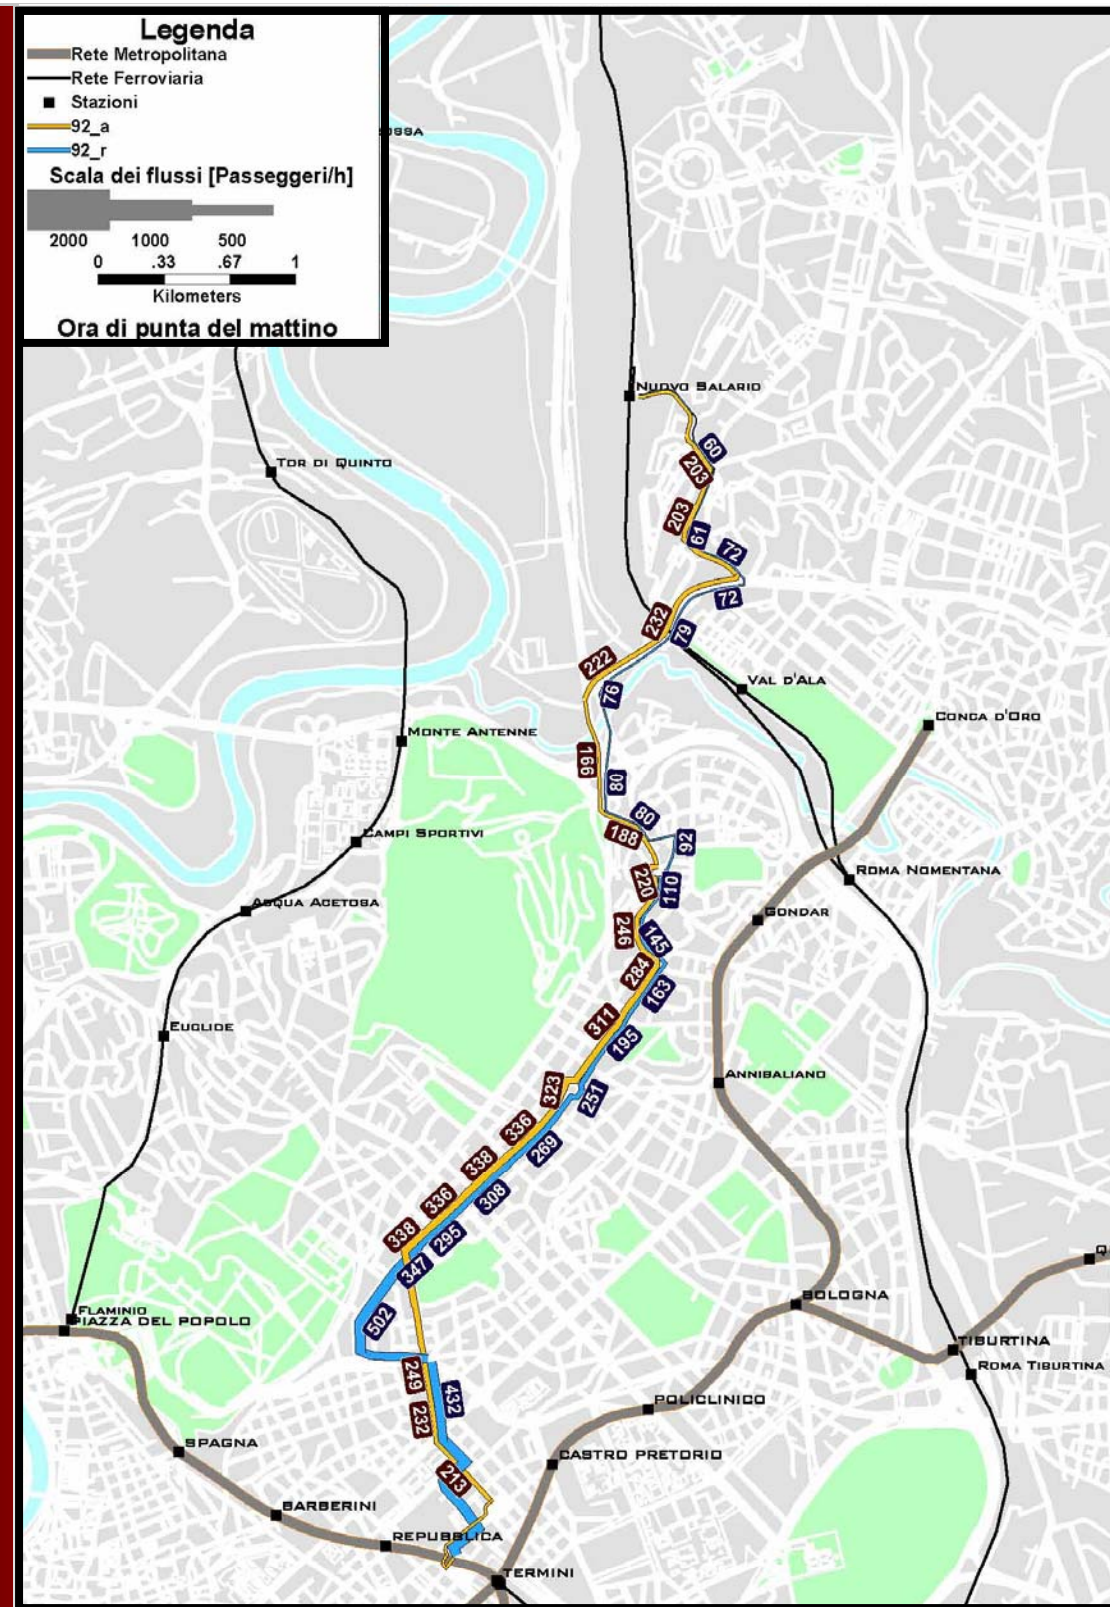 Legenda
Rete Metropolitana
Rete Ferroviaria
Stazioni
92_a
92_r
Scala dei flussi [Passeggeri/h]
2000 1000 500
0 .33 .67 1
Kilometers
Ora di punta del mattino
OSSA
NUOVO SALARIO
60
203
TOR DI QUINTO
203
61
72
72
232
79
222
VAL D'ALA
76
CONCA D'ORO
MONTE ANTENNE
166
80
80
CAMPI SPORTIVI
188
92
ROMA NOMENTANA
220
110
ACQUA ACETOSA
GONDAR
246
145
284
163
311
EUCLIDE
195
ANNIBALIANO
323
251
336
269
338
308
336
295
338
347
BOLOGNA
FLAMINIO
PIAZZA DEL POPOLO
502
TIBURTINA
ROMA TIBURTINA
249
432
POLICLINICO
232
SPAGNA
CASTRO PRETORIO
213
BARBERINI
REPUBBLICA
TERMINI